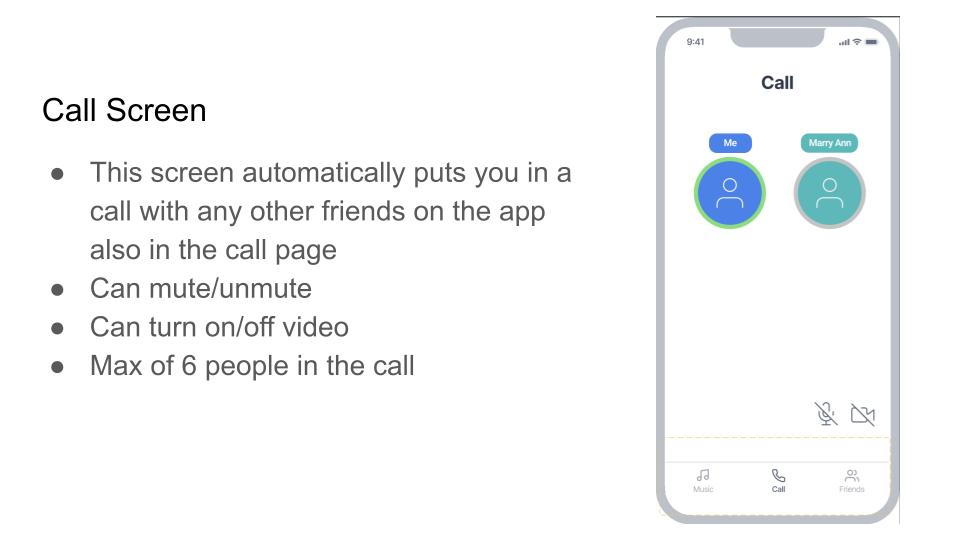 Call Screen
● This screen automatically puts you in a
call with any other friends on the app
also in the call page
● Can mute/unmute
● Can turn on/off video
● Max of 6 people in the call
9:41
Call
Me Marry Ann
Music Call Friends